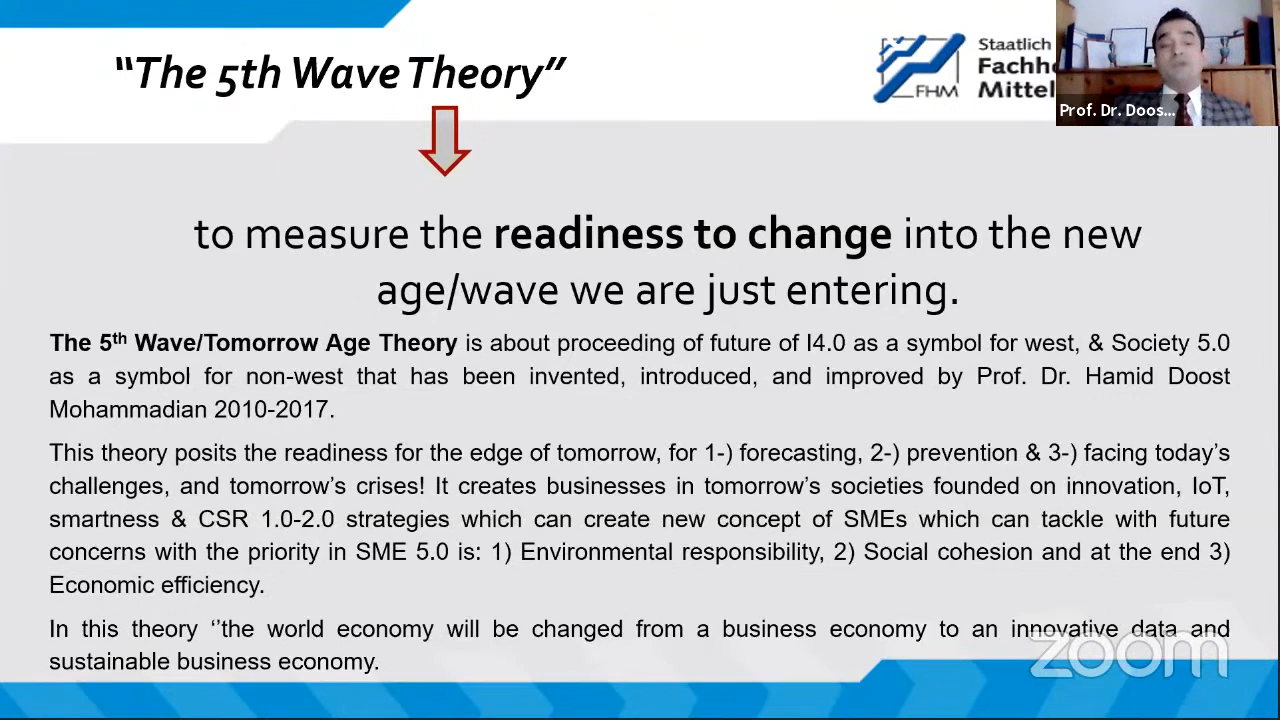 “The 5th Wave Theory”
Staatlich
Fachho
Mittel
FHM
Prof. Dr. Doos...
to measure the readiness to change into the new
age/wave we are just entering.
The 5th Wave/Tomorrow Age Theory is about proceeding of future of I4.0 as a symbol for west, & Society 5.0
as a symbol for non-west that has been invented, introduced, and improved by Prof. Dr. Hamid Doost
Mohammadian 2010-2017.
This theory posits the readiness for the edge of tomorrow, for 1-) forecasting, 2-) prevention & 3-) facing today’s
challenges, and tomorrow’s crises! It creates businesses in tomorrow’s societies founded on innovation, IoT,
smartness & CSR 1.0-2.0 strategies which can create new concept of SMEs which can tackle with future
concerns with the priority in SME 5.0 is: 1) Environmental responsibility, 2) Social cohesion and at the end 3)
Economic efficiency.
In this theory ‘’the world economy will be changed from a business economy to an innovative data and
sustainable business economy.
zoom